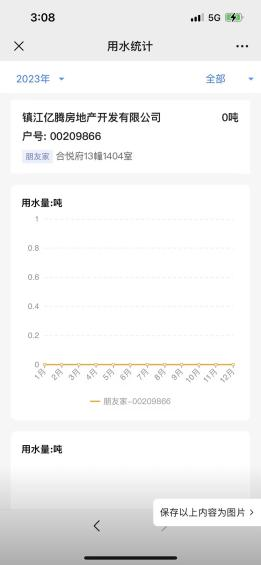 3:08
5G
用水统计
2023年
全部
镇江亿腾房地产开发有限公司 0吨
户号: 00209866
朋友家 合悦府13幢1404室
用水量:吨
1
0.8
0.6
0.4
0.2
0
1月 2月 3月 4月 5月 6月 7月 8月 9月 10月 11月 12月
朋友家-00209866
用水量:吨
保存以上内容为图片